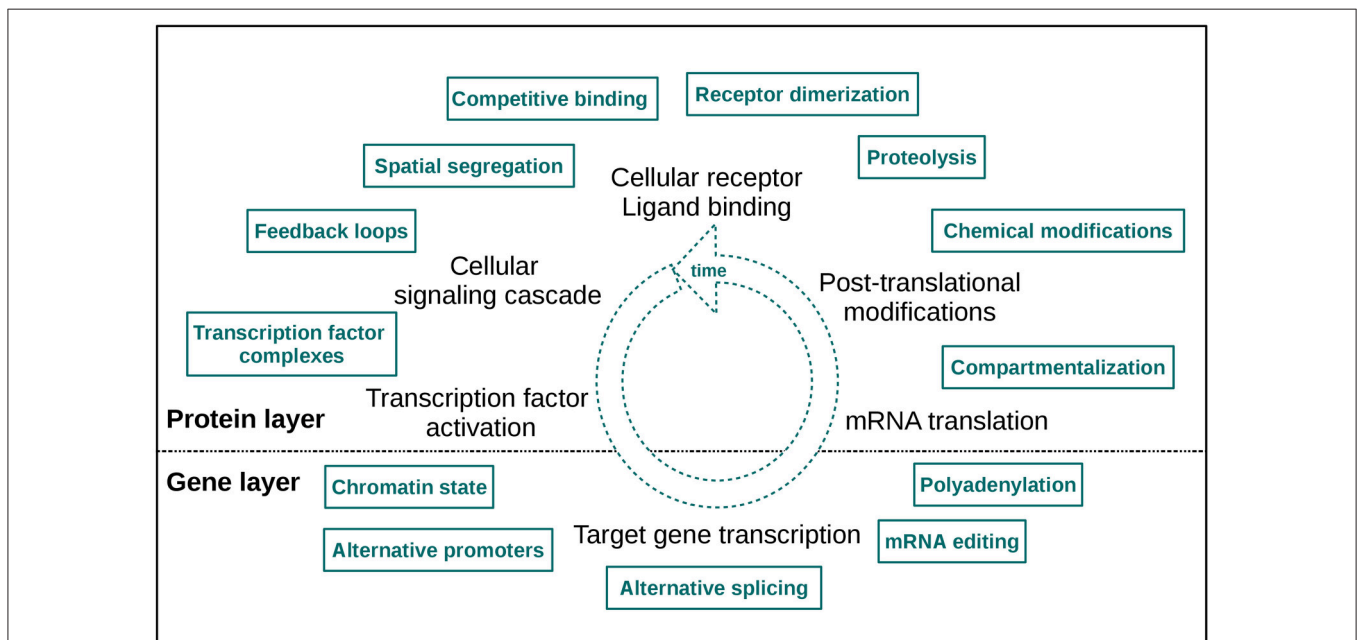 Competitive binding
Receptor dimerization
Spatial segregation
Proteolysis
Cellular receptor
Ligand binding
Feedback loops
Chemical modifications
Cellular
signaling cascade
time
Post-translational
modifications
Transcription factor
complexes
Compartmentalization
Transcription factor
activation
Protein layer
mRNA translation
Gene layer
Chromatin state
Polyadenylation
Alternative promoters
Target gene transcription
mRNA editing
Alternative splicing